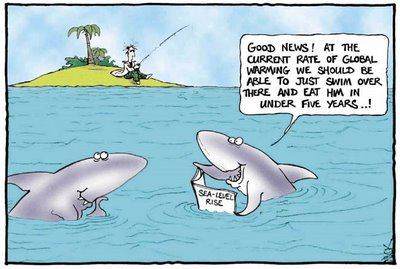 GOOD NEWS! AT THE
CURRENT RATE OF GLOBAL
WARMING WE SHOULD BE
ABLE TO JUST SWIM OVER
THERE AND EAT HIM IN
UNDER FIVE YEARS..!
SEA-LEVEL
RISE